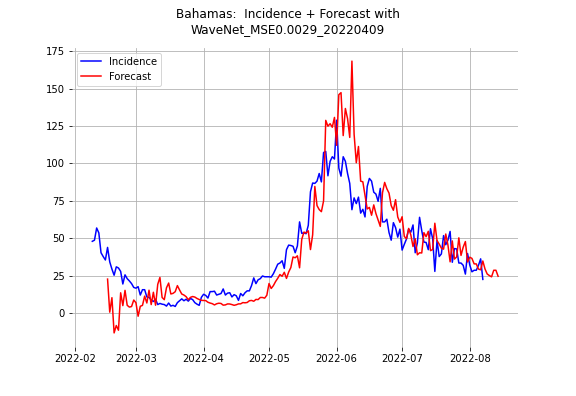 Bahamas:  Incidence + Forecast with
WaveNet_MSE0.0029_20220409
Incidence
Forecast
175
150
125
100
75
50
25
0
2022-02 2022-03 2022-04 2022-05 2022-06 2022-07 2022-08